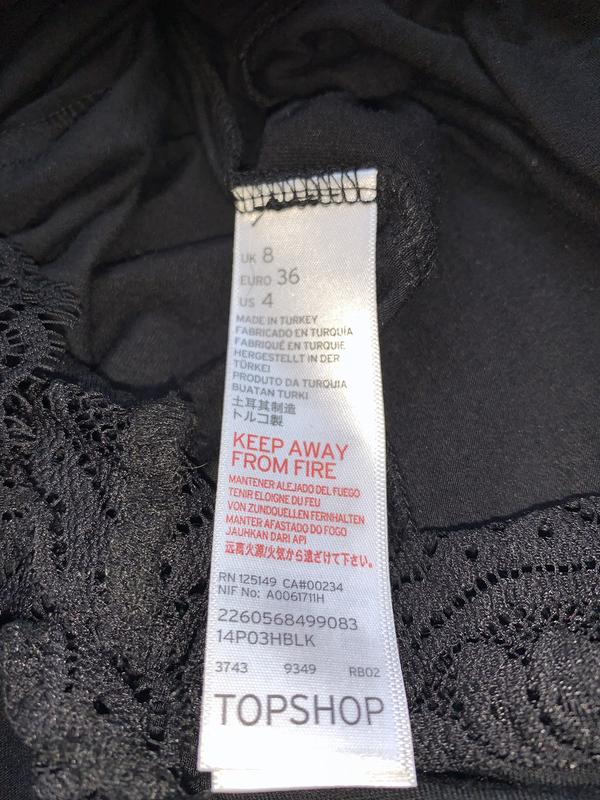 UK 8
EURO 36
US 4
MADE IN TURKEY
FABRICADO EN TURQUÍA
FABRIQUÉ EN TURQUIE
HERGESTELLT IN DER
TÜRKEI
PRODUTO DA TURQUIA
BUATAN TURKI
土耳其制造
トルコ製
KEEP AWAY
FROM FIRE
MANTENER ALEJADO DEL FUEGO
TENIR ELOIGNE DU FEU
VON ZUNDQUELLEN FERNHALTEN
MANTER AFASTADO DO FOGO
JAUHKAN DARI API
远离火源/火気から遠ざけて下さい。
RN 125149 CA#00234
NIF No: A0061711H
2260568499083
14P03HBLK
3743 9349 RB02
TOPSHOP